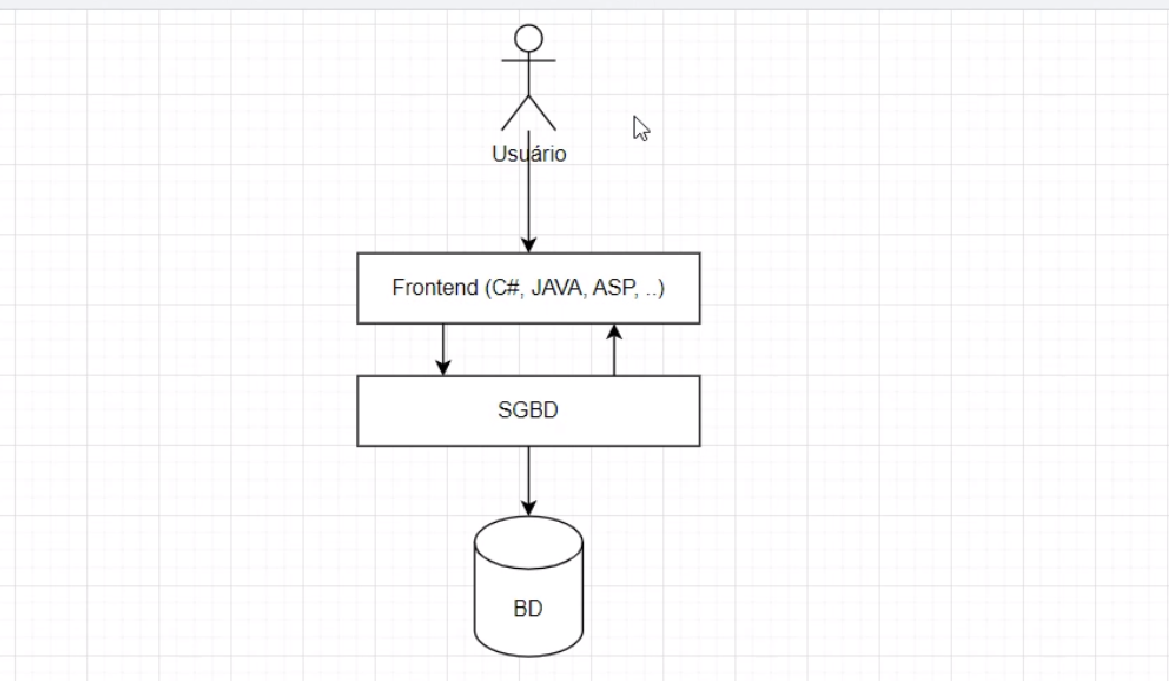 Usuário
Frontend (C#, JAVA, ASP, ..)
SGBD
BD